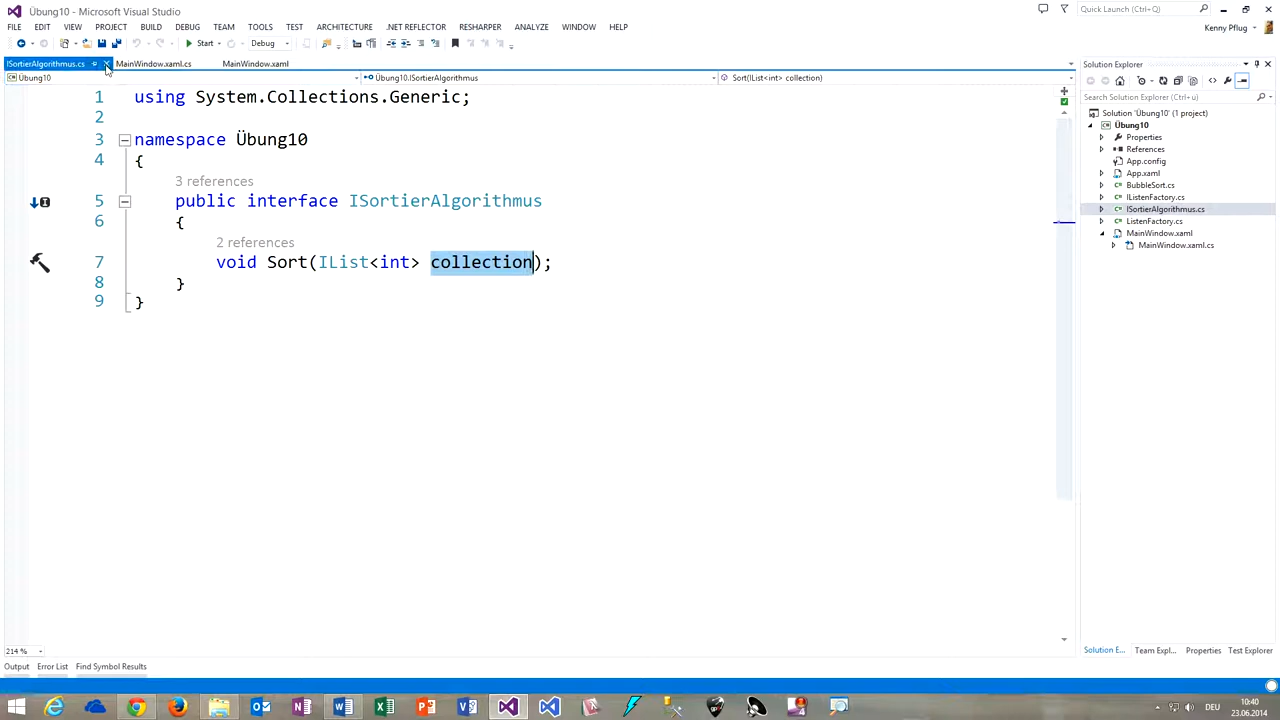 Übung10 - Microsoft Visual Studio
Quick Launch (Ctrl+Q)
FILE EDIT VIEW PROJECT BUILD DEBUG TEAM TOOLS TEST ARCHITECTURE .NET REFLECTOR RESHARPER ANALYZE WINDOW HELP
Kenny Pflug
Start Debug
ISortierAlgorithmus.cs MainWindow.xaml.cs MainWindow.xaml
Übung10 Übung10.ISortierAlgorithmus Sort(IList<int> collection)
1 using System.Collections.Generic;
2
3 namespace Übung10
4 {
3 references
5 public interface ISortierAlgorithmus
6 {
2 references
7 void Sort(IList<int> collection);
8 }
9 }
214 %
Output Error List Find Symbol Results
Solution Explorer
Search Solution Explorer (Ctrl+ü)
Solution 'Übung10' (1 project)
Übung10
Properties
References
App.config
App.xaml
BubbleSort.cs
IListenFactory.cs
ISortierAlgorithmus.cs
ListenFactory.cs
MainWindow.xaml
MainWindow.xaml.cs
Solution E... Team Expl... Properties Test Explorer
DEU
10:40
23.06.2014